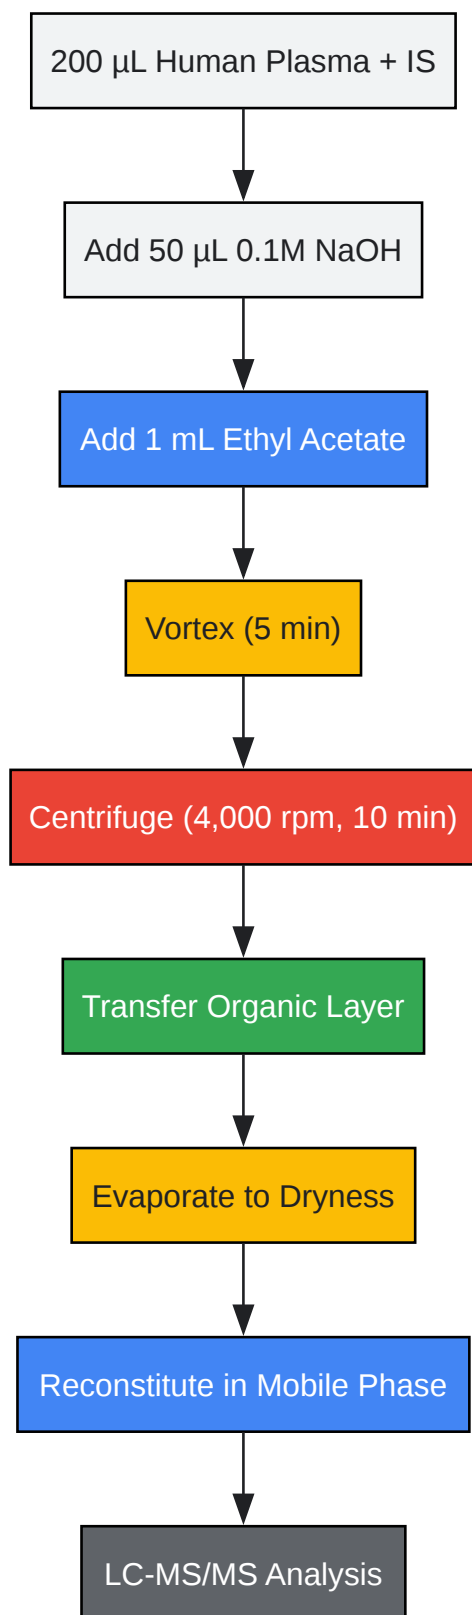 200 µL Human Plasma + IS
Add 50 µL 0.1M NaOH
Add 1 mL Ethyl Acetate
Vortex (5 min)
Centrifuge (4,000 rpm, 10 min)
Transfer Organic Layer
Evaporate to Dryness
Reconstitute in Mobile Phase
LC-MS/MS Analysis